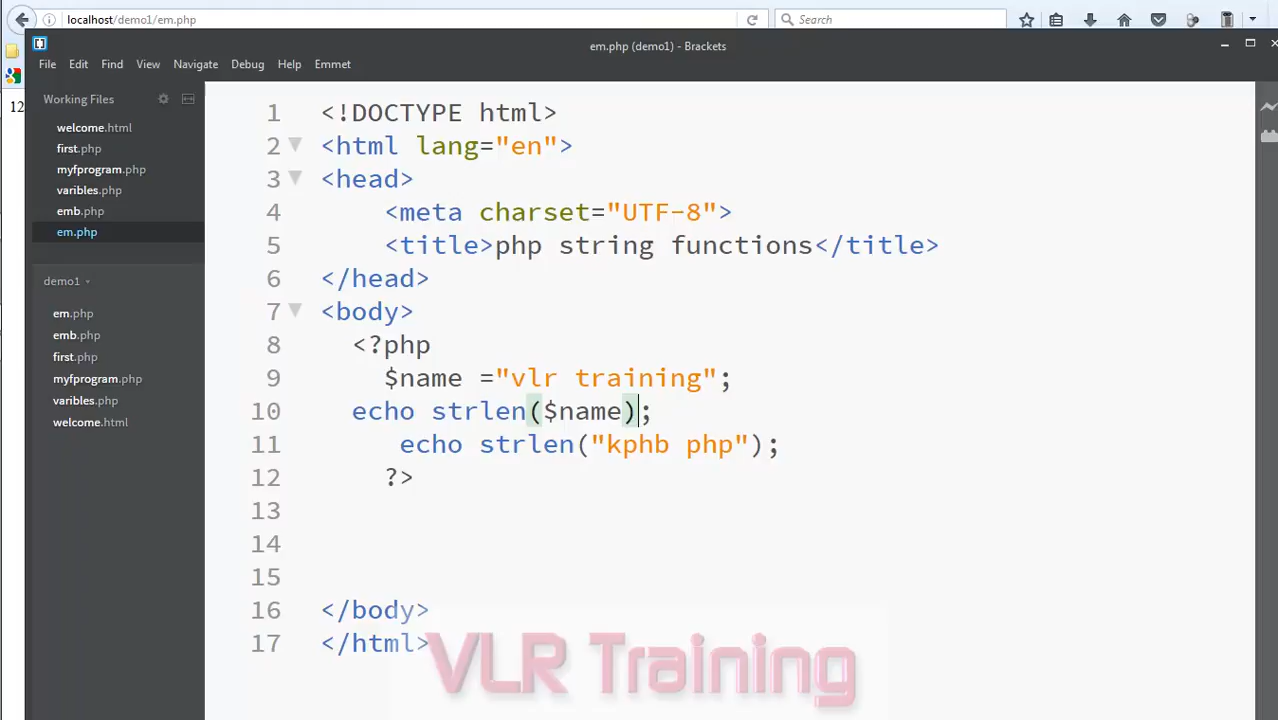 localhost/demo1/em.php
Search
em.php (demo1) - Brackets
File Edit Find View Navigate Debug Help Emmet
Working Files
welcome.html
first.php
myfprogram.php
varibles.php
emb.php
em.php
demo1
em.php
emb.php
first.php
myfprogram.php
varibles.php
welcome.html
12
1 <!DOCTYPE html>
2 <html lang="en">
3 <head>
4 <meta charset="UTF-8">
5 <title>php string functions</title>
6 </head>
7 <body>
8 <?php
9 $name ="vlr training";
10 echo strlen($name);
11 echo strlen("kphb php");
12 ?>
13
14
15
16 </body>
17 </html>
VLR Training